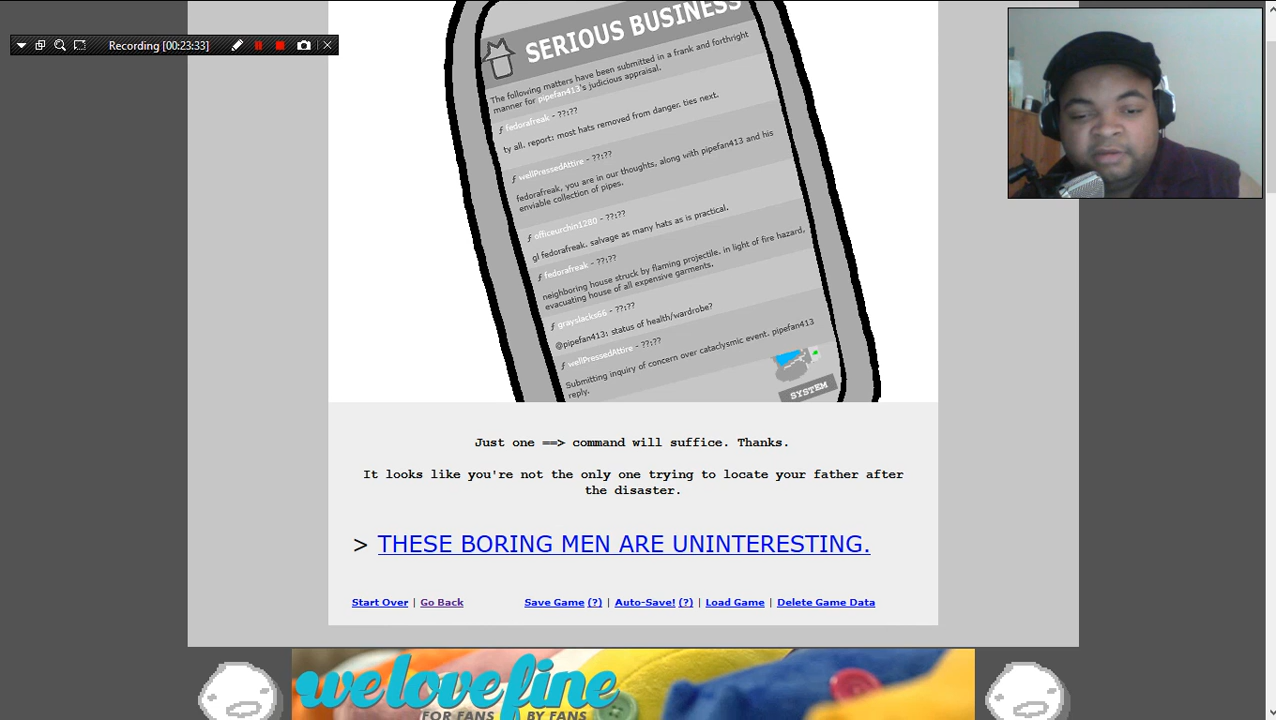 Recording [00:23:33]
SERIOUS BUSINESS
The following matters have been submitted in a frank and forthright
manner for pipefan413's judicious appraisal.
ƒ fedorafreak - ??:??
ty all. report: most hats removed from danger. ties next.
ƒ wellPressedAttire - ??:??
fedorafreak, you are in our thoughts, along with pipefan413 and his
enviable collection of pipes.
ƒ officeurchin1280 - ??:??
gl fedorafreak. salvage as many hats as is practical.
ƒ fedorafreak - ??:??
neighboring house struck by flaming projectile. in light of fire hazard,
evacuating house of all expensive garments.
ƒ grayslacks66 - ??:??
@pipefan413: status of health/wardrobe?
ƒ wellPressedAttire - ??:??
Submitting inquiry of concern over cataclysmic event. pipefan413
reply.
SYSTEM
Just one ==> command will suffice. Thanks.
It looks like you're not the only one trying to locate your father after
the disaster.
> THESE BORING MEN ARE UNINTERESTING.
Start Over | Go Back Save Game (?) | Auto-Save! (?) | Load Game | Delete Game Data
welovefine
FOR FANS BY FANS